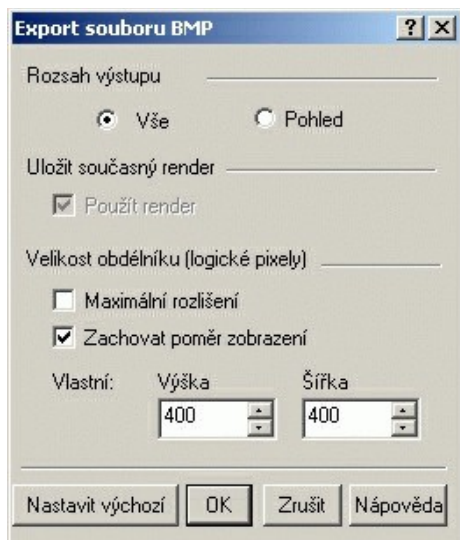 Export souboru BMP
Rozsah výstupu
Vše Pohled
Uložit současný render
Použít render
Velikost obdélníku (logické pixely)
Maximální rozlišení
Zachovat poměr zobrazení
Vlastní: Výška Šířka
400 400
Nastavit výchozí OK Zrušit Nápověda